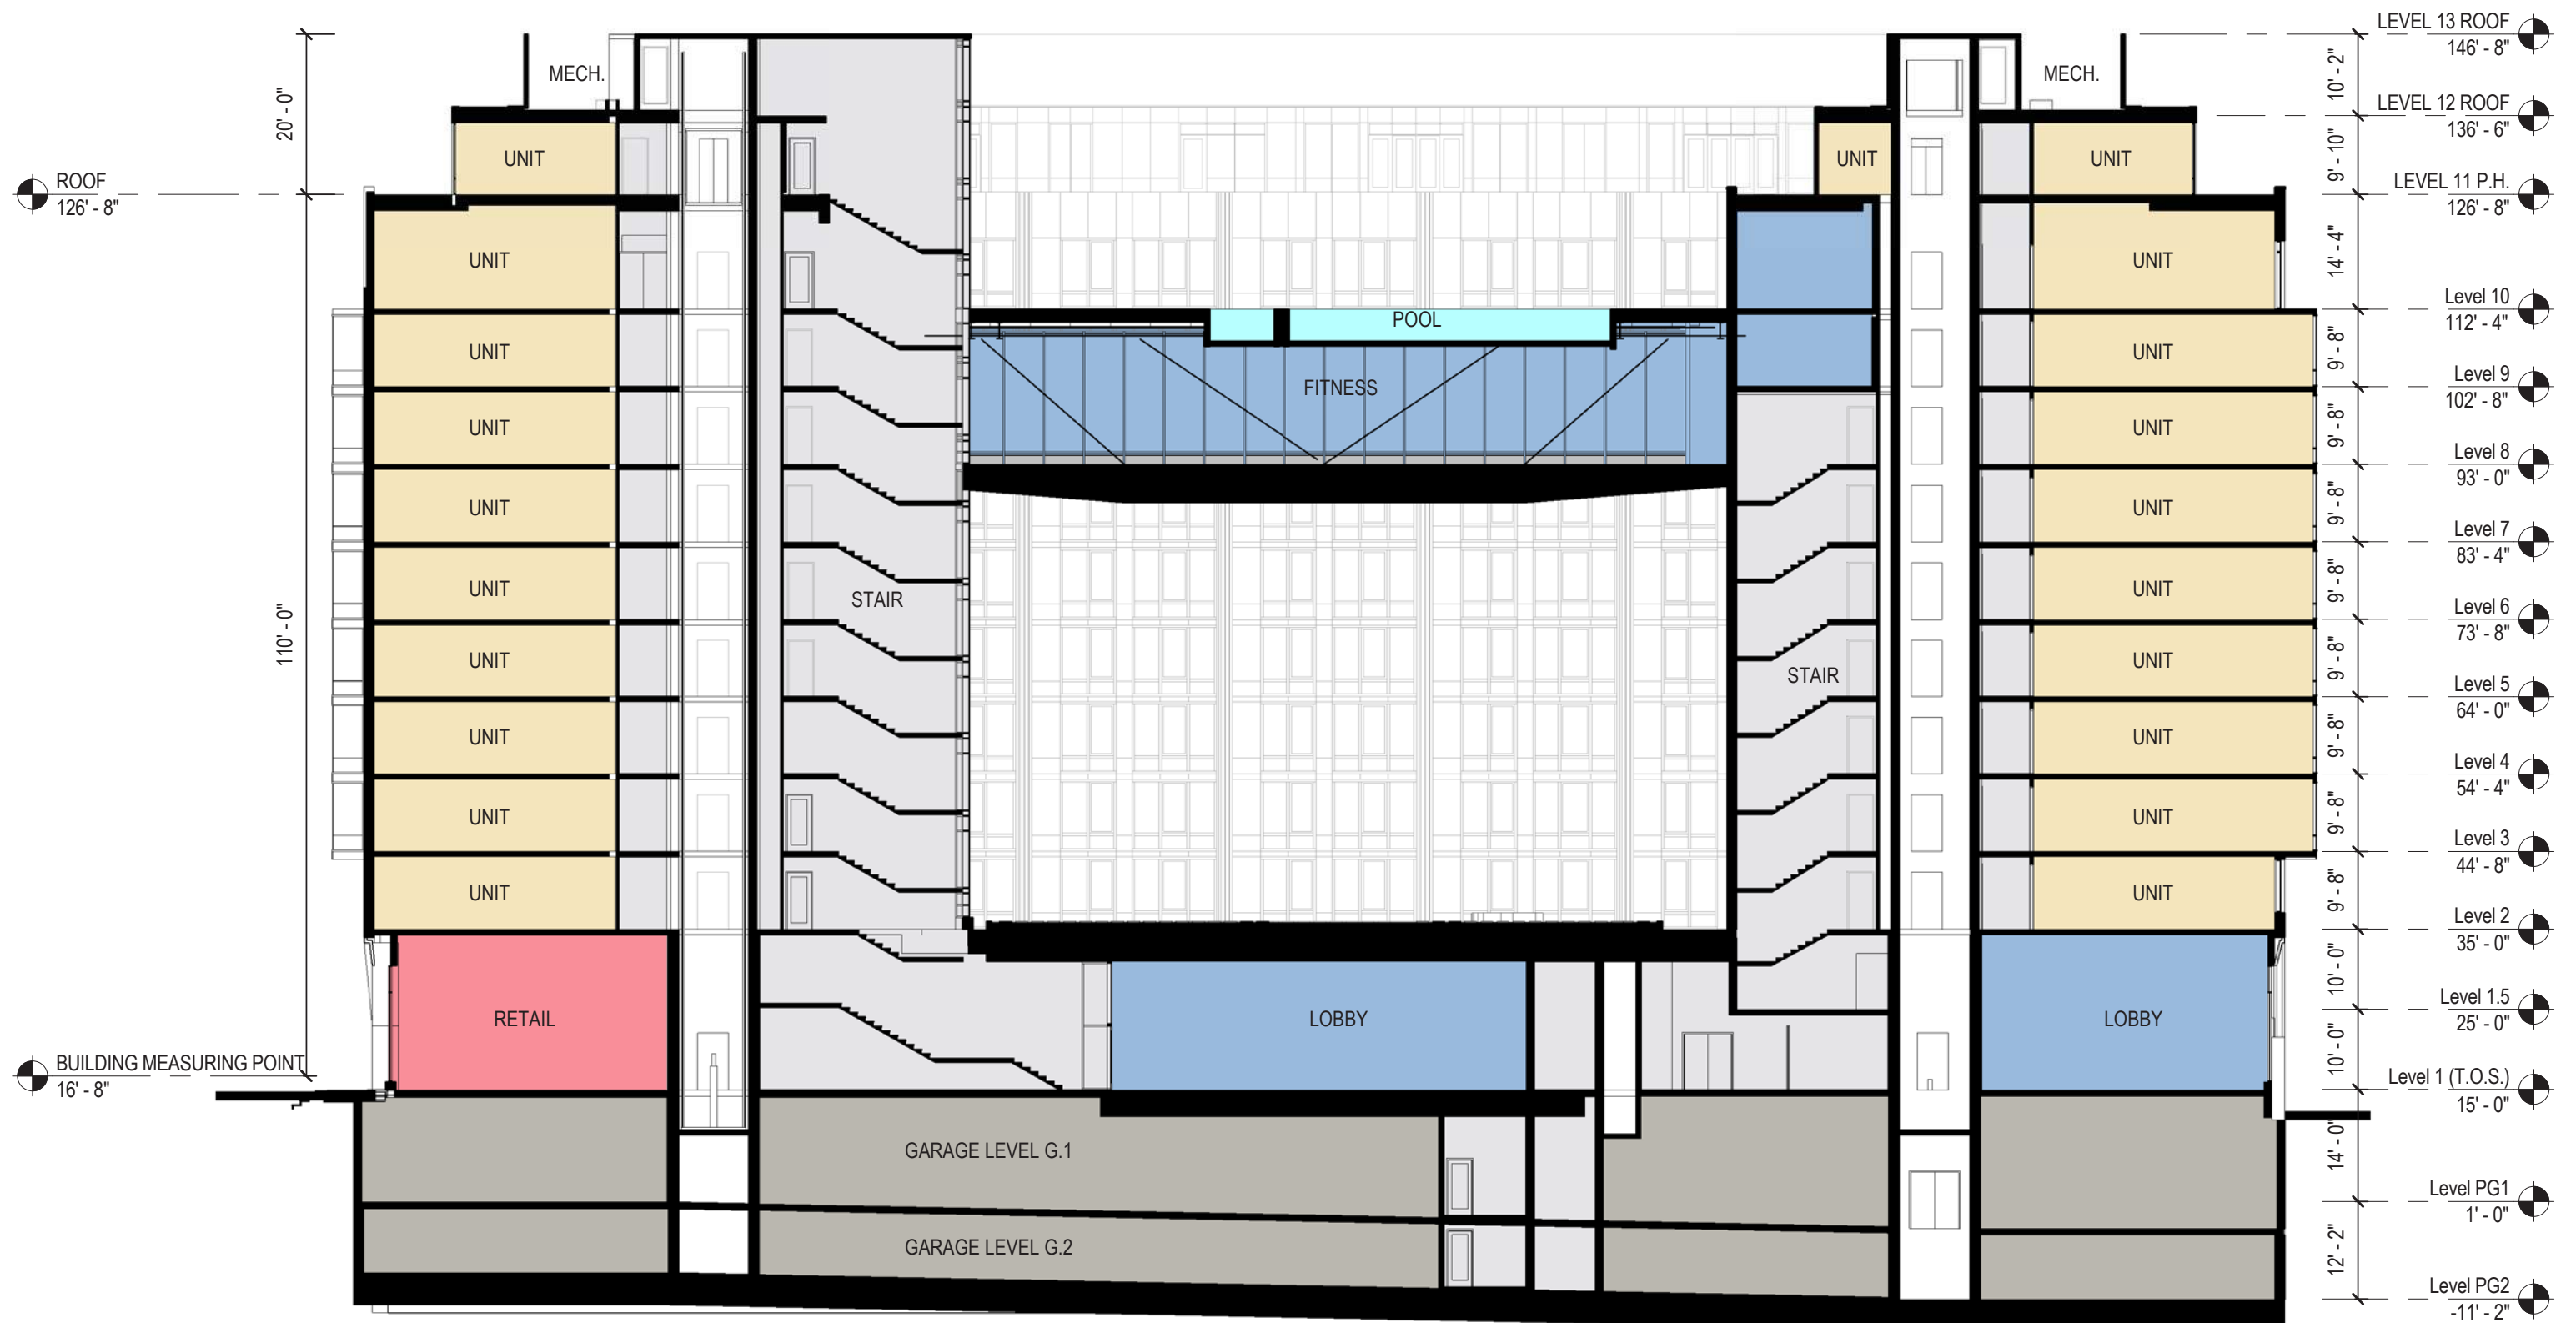 LEVEL 13 ROOF
146' - 8"
MECH.
MECH.
10' - 2"
20' - 0"
LEVEL 12 ROOF
136' - 6"
UNIT
UNIT
UNIT
9' - 10"
ROOF
126' - 8"
LEVEL 11 P.H.
126' - 8"
UNIT
UNIT
14' - 4"
Level 10
112' - 4"
POOL
UNIT
UNIT
9' - 8"
FITNESS
Level 9
102' - 8"
UNIT
UNIT
9' - 8"
Level 8
93' - 0"
UNIT
UNIT
9' - 8"
Level 7
83' - 4"
UNIT
STAIR
UNIT
9' - 8"
Level 6
73' - 8"
110' - 0"
UNIT
STAIR
UNIT
9' - 8"
Level 5
64' - 0"
UNIT
UNIT
9' - 8"
Level 4
54' - 4"
UNIT
UNIT
9' - 8"
Level 3
44' - 8"
UNIT
UNIT
9' - 8"
Level 2
35' - 0"
10' - 0"
RETAIL
LOBBY
LOBBY
Level 1.5
25' - 0"
10' - 0"
BUILDING MEASURING POINT
16' - 8"
Level 1 (T.O.S.)
15' - 0"
GARAGE LEVEL G.1
14' - 0"
Level PG1
1' - 0"
GARAGE LEVEL G.2
12' - 2"
Level PG2
-11' - 2"